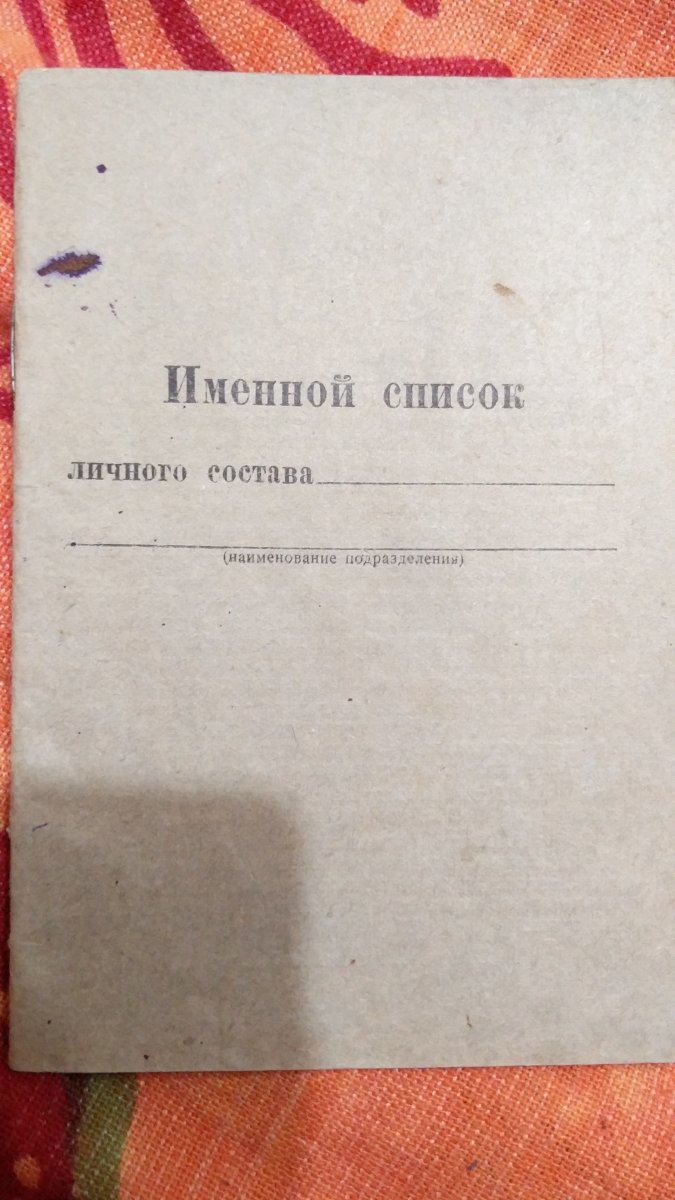 Именной список
личного состава
(наименование подразделения)